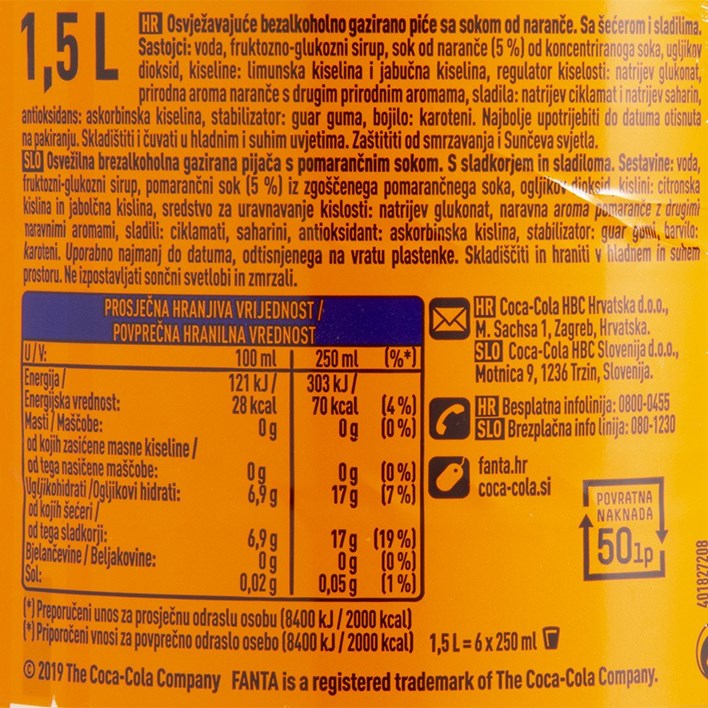 1,5 L
HR Osvježavajuće bezalkoholno gazirano piće sa sokom od naranče. Sa šećerom i sladilima.
Sastojci: voda, fruktozno-glukozni sirup, sok od naranče (5 %) od koncentriranoga soka, ugljikov
dioksid, kiseline: limunska kiselina i jabučna kiselina, regulator kiselosti: natrijev glukonat,
prirodna aroma naranče s drugim prirodnim aromama, sladila: natrijev ciklamat i natrijev saharin,
antioksidans: askorbinska kiselina, stabilizator: guar guma, bojilo: karoteni. Najbolje upotrijebiti do datuma otisnuta
na pakiranju. Skladištiti i čuvati u hladnim i suhim uvjetima. Zaštititi od smrzavanja i Sunčeva svjetla.
SLO Osvežilna brezalkoholna gazirana pijača s pomarančnim sokom. S sladkorjem in sladiloma. Sestavine: voda,
fruktozni-glukozni sirup, pomarančni sok (5 %) iz zgoščenega pomarančnega soka, ogljikov dioksid, kislini: citronska
kislina in jabolčna kislina, sredstvo za uravnavanje kislosti: natrijev glukonat, naravna aroma pomaranče z drugimi
naravnimi aromami, sladili: ciklamati, saharini, antioksidant: askorbinska kislina, stabilizator: guar gumi, barvilo:
karoteni. Uporabno najmanj do datuma, odtisnjenega na vratu plastenke. Skladiščiti in hraniti v hladnem in suhem
prostoru. Ne izpostavljati sončni svetlobi in zmrzali.
PROSJEČNA HRANJIVA VRIJEDNOST /
POVPREČNA HRANILNA VREDNOST
U / V: 100 ml 250 ml (%*)
Energija / 121 kJ / 303 kJ /
Energijska vrednost: 28 kcal 70 kcal (4 %)
Masti / Maščobe: 0 g 0 g (0 %)
od kojih zasićene masne kiseline /
od tega nasičene maščobe: 0 g 0 g (0 %)
Ugljikohidrati /Ogljikovi hidrati: 6,9 g 17 g (7 %)
od kojih šećeri /
od tega sladkorji: 6,9 g 17 g (19 %)
Bjelančevine / Beljakovine: 0 g 0 g (0 %)
Sol: 0,02 g 0,05 g (1 %)
(*) Preporučeni unos za prosječnu odraslu osobu (8400 kJ / 2000 kcal)
(*) Priporočeni vnosi za povprečno odraslo osebo (8400 kJ / 2000 kcal) 1,5 L = 6 x 250 ml
HR Coca-Cola HBC Hrvatska d.o.o.,
M. Sachsa 1, Zagreb, Hrvatska.
SLO Coca-Cola HBC Slovenija d.o.o.,
Motnica 9, 1236 Trzin, Slovenija.
HR Besplatna infolinija: 0800-0455
SLO Brezplačna info linija: 080-1230
fanta.hr
coca-cola.si
POVRATNA
NAKNADA
50lp
401827208
© 2019 The Coca-Cola Company FANTA is a registered trademark of The Coca-Cola Company.